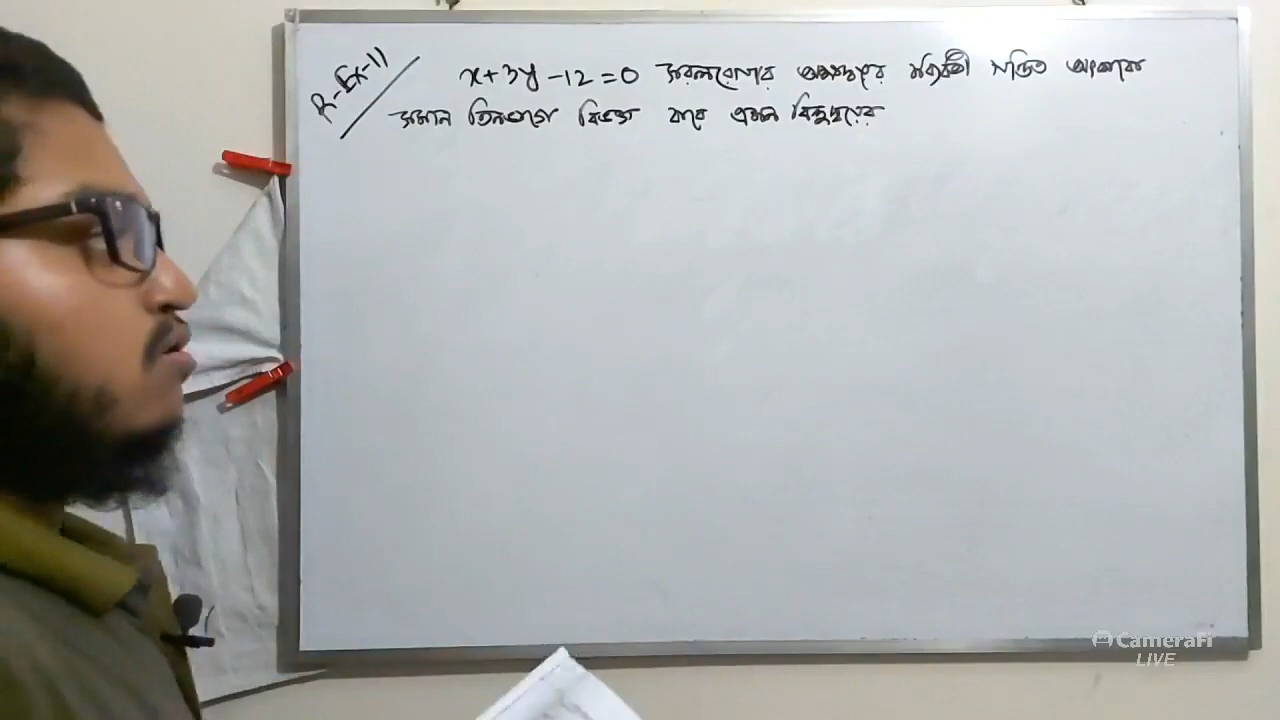 R-Ex-11
x+3y-12=0 সরলরেখার অক্ষদ্বয়ের মধ্যবর্তী খন্ডিত অংশকে
সমান তিনভাগে বিভক্ত করে এমন বিন্দুদ্বয়ের
CameraFi
LIVE